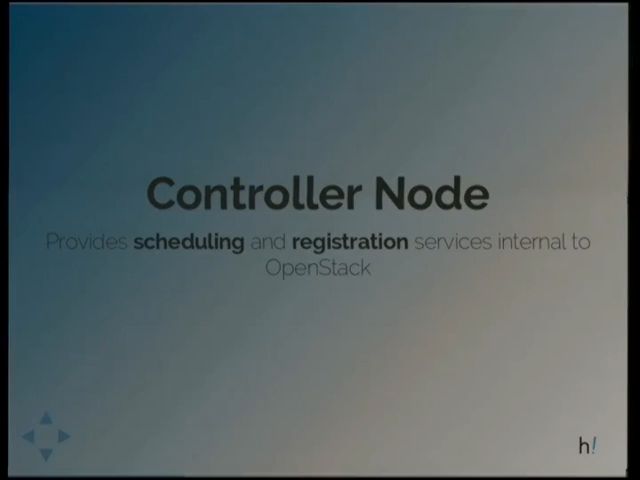 Controller Node
Provides scheduling and registration services internal to
OpenStack
h!